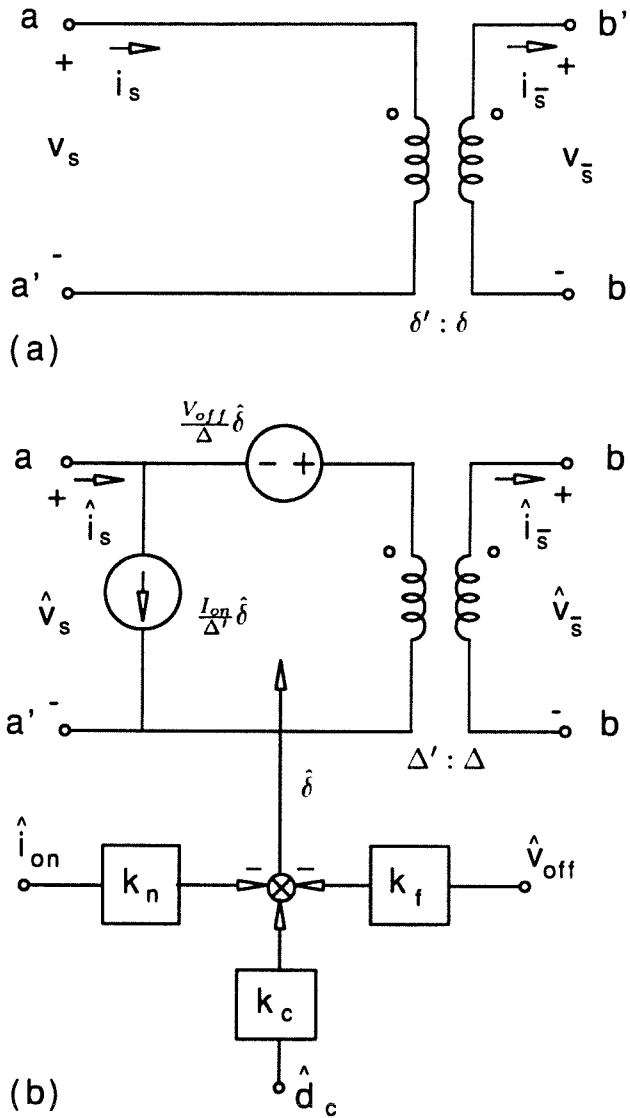 a b'
+ +
i_s i_s̄
v_s v_s̄
- -
a' b
δ' : δ
(a)
V_off/Δ δ̂
a - + b
+ +
î_s î_s̄
v̂_s I_on/Δ' δ̂ v̂_s̄
- -
a' b
Δ' : Δ
δ̂
î_on v̂_off
k_n - - k_f
k_c
(b) d̂_c